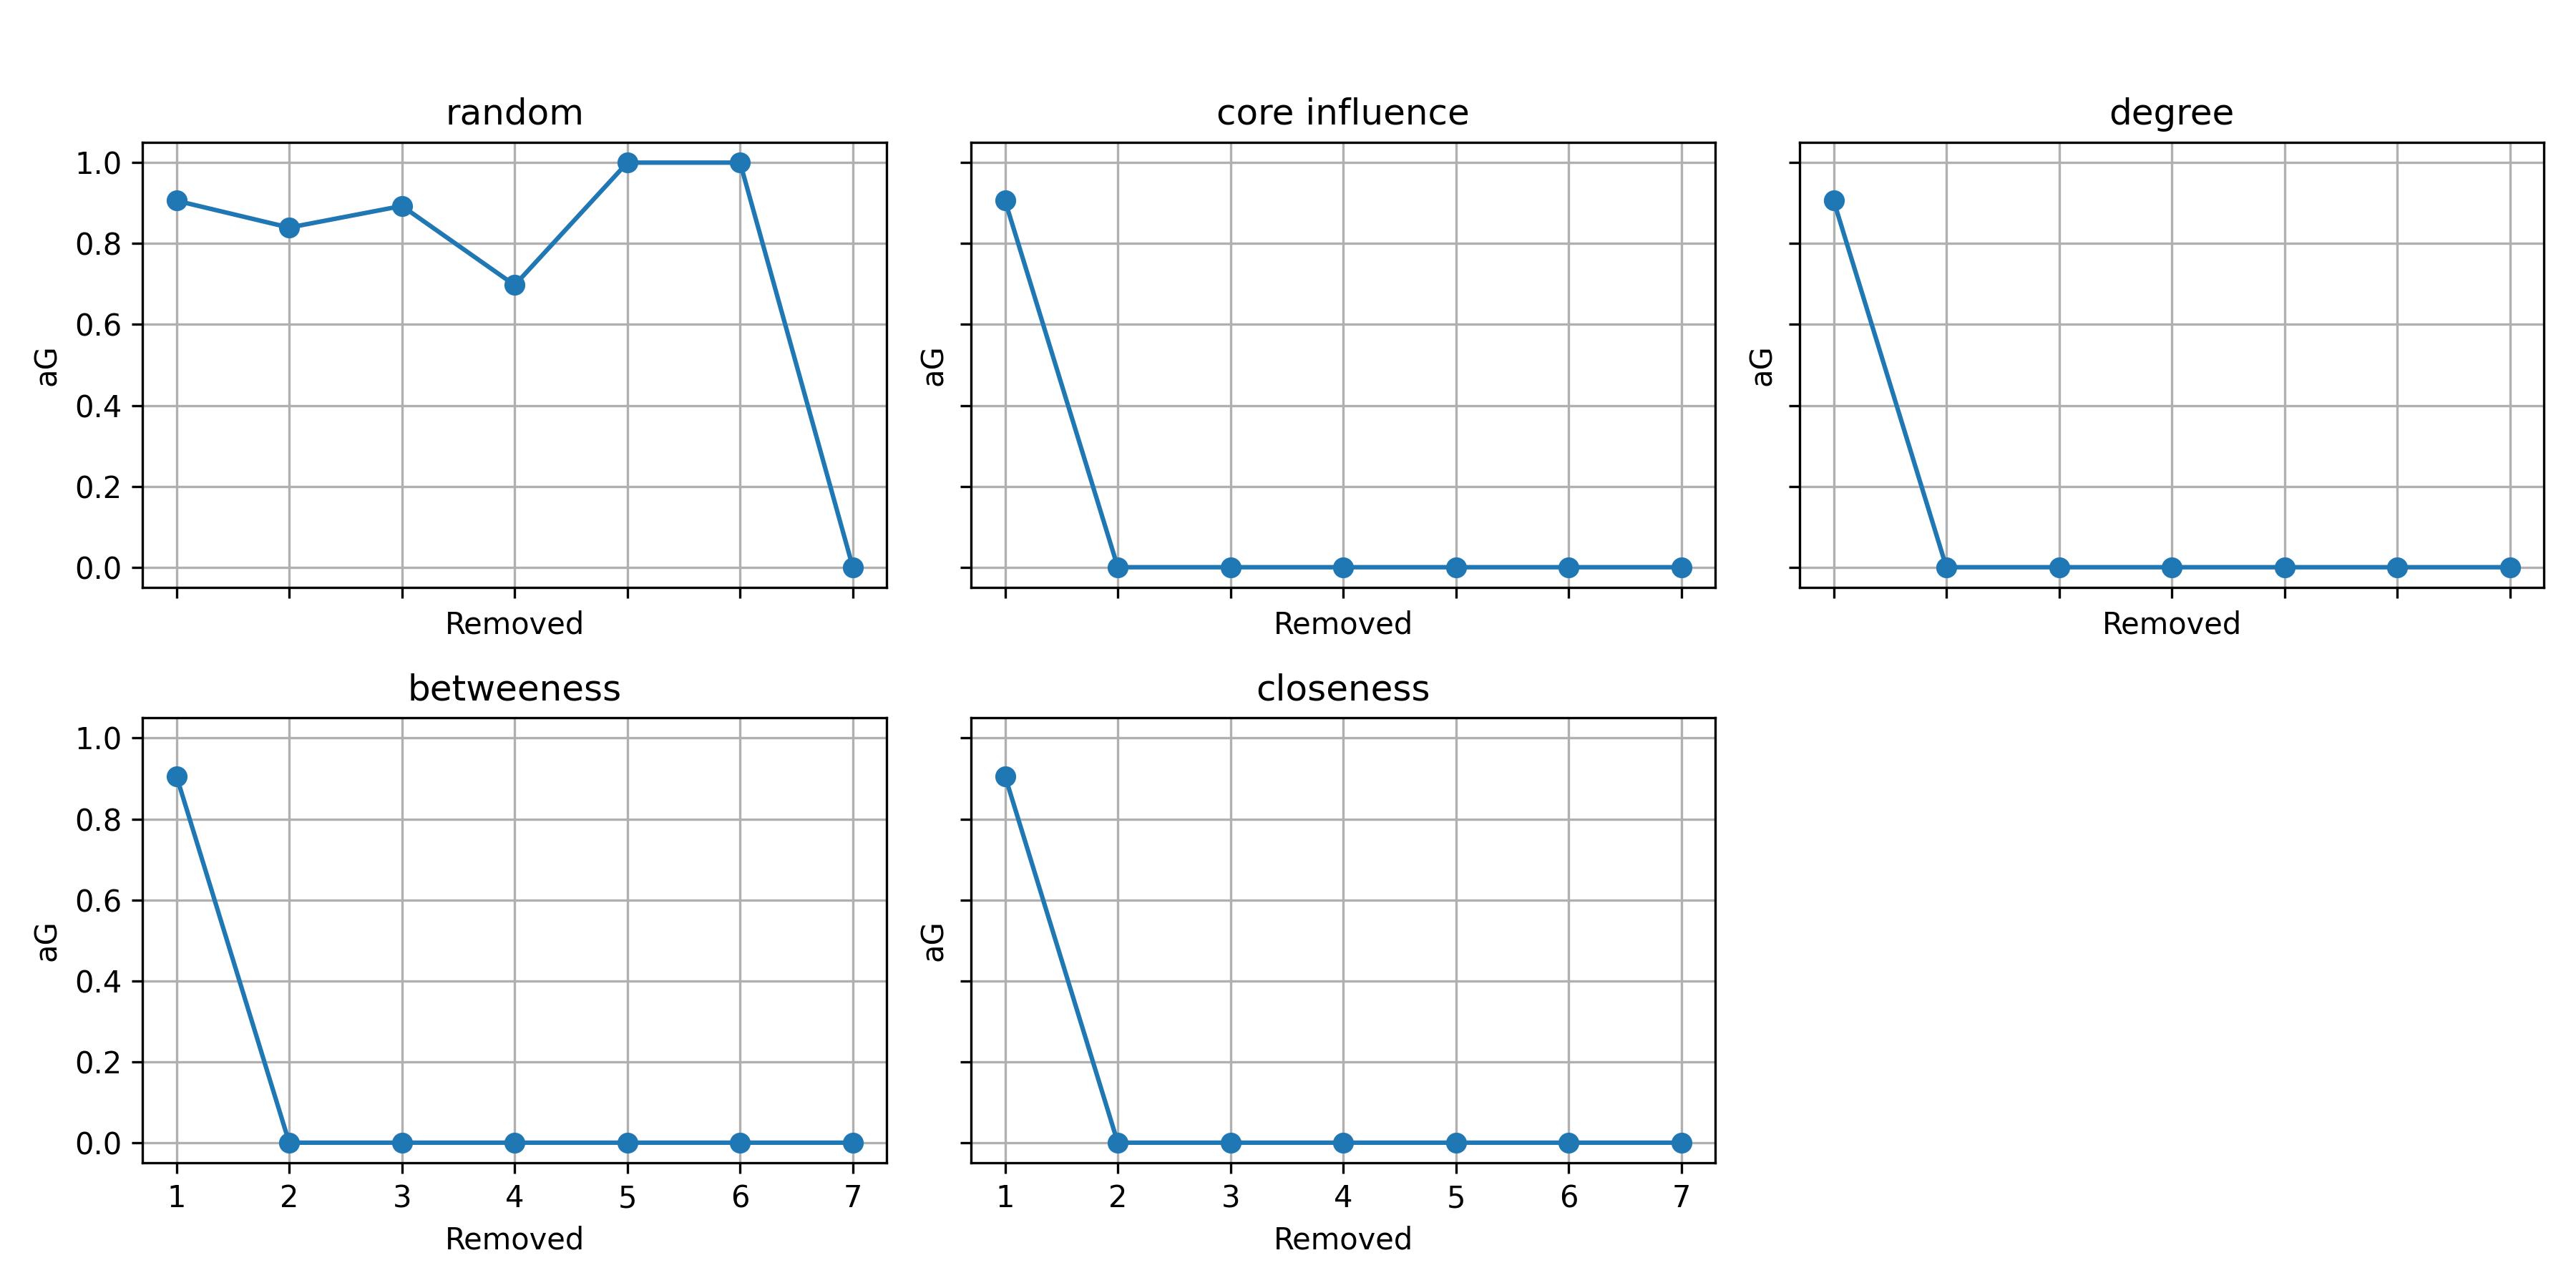 random
core influence
degree
1.0
0.8
0.6
0.4
0.2
0.0
aG
aG
aG
Removed
Removed
Removed
betweeness
closeness
1.0
0.8
0.6
0.4
0.2
0.0
aG
aG
1 2 3 4 5 6 7
1 2 3 4 5 6 7
Removed
Removed